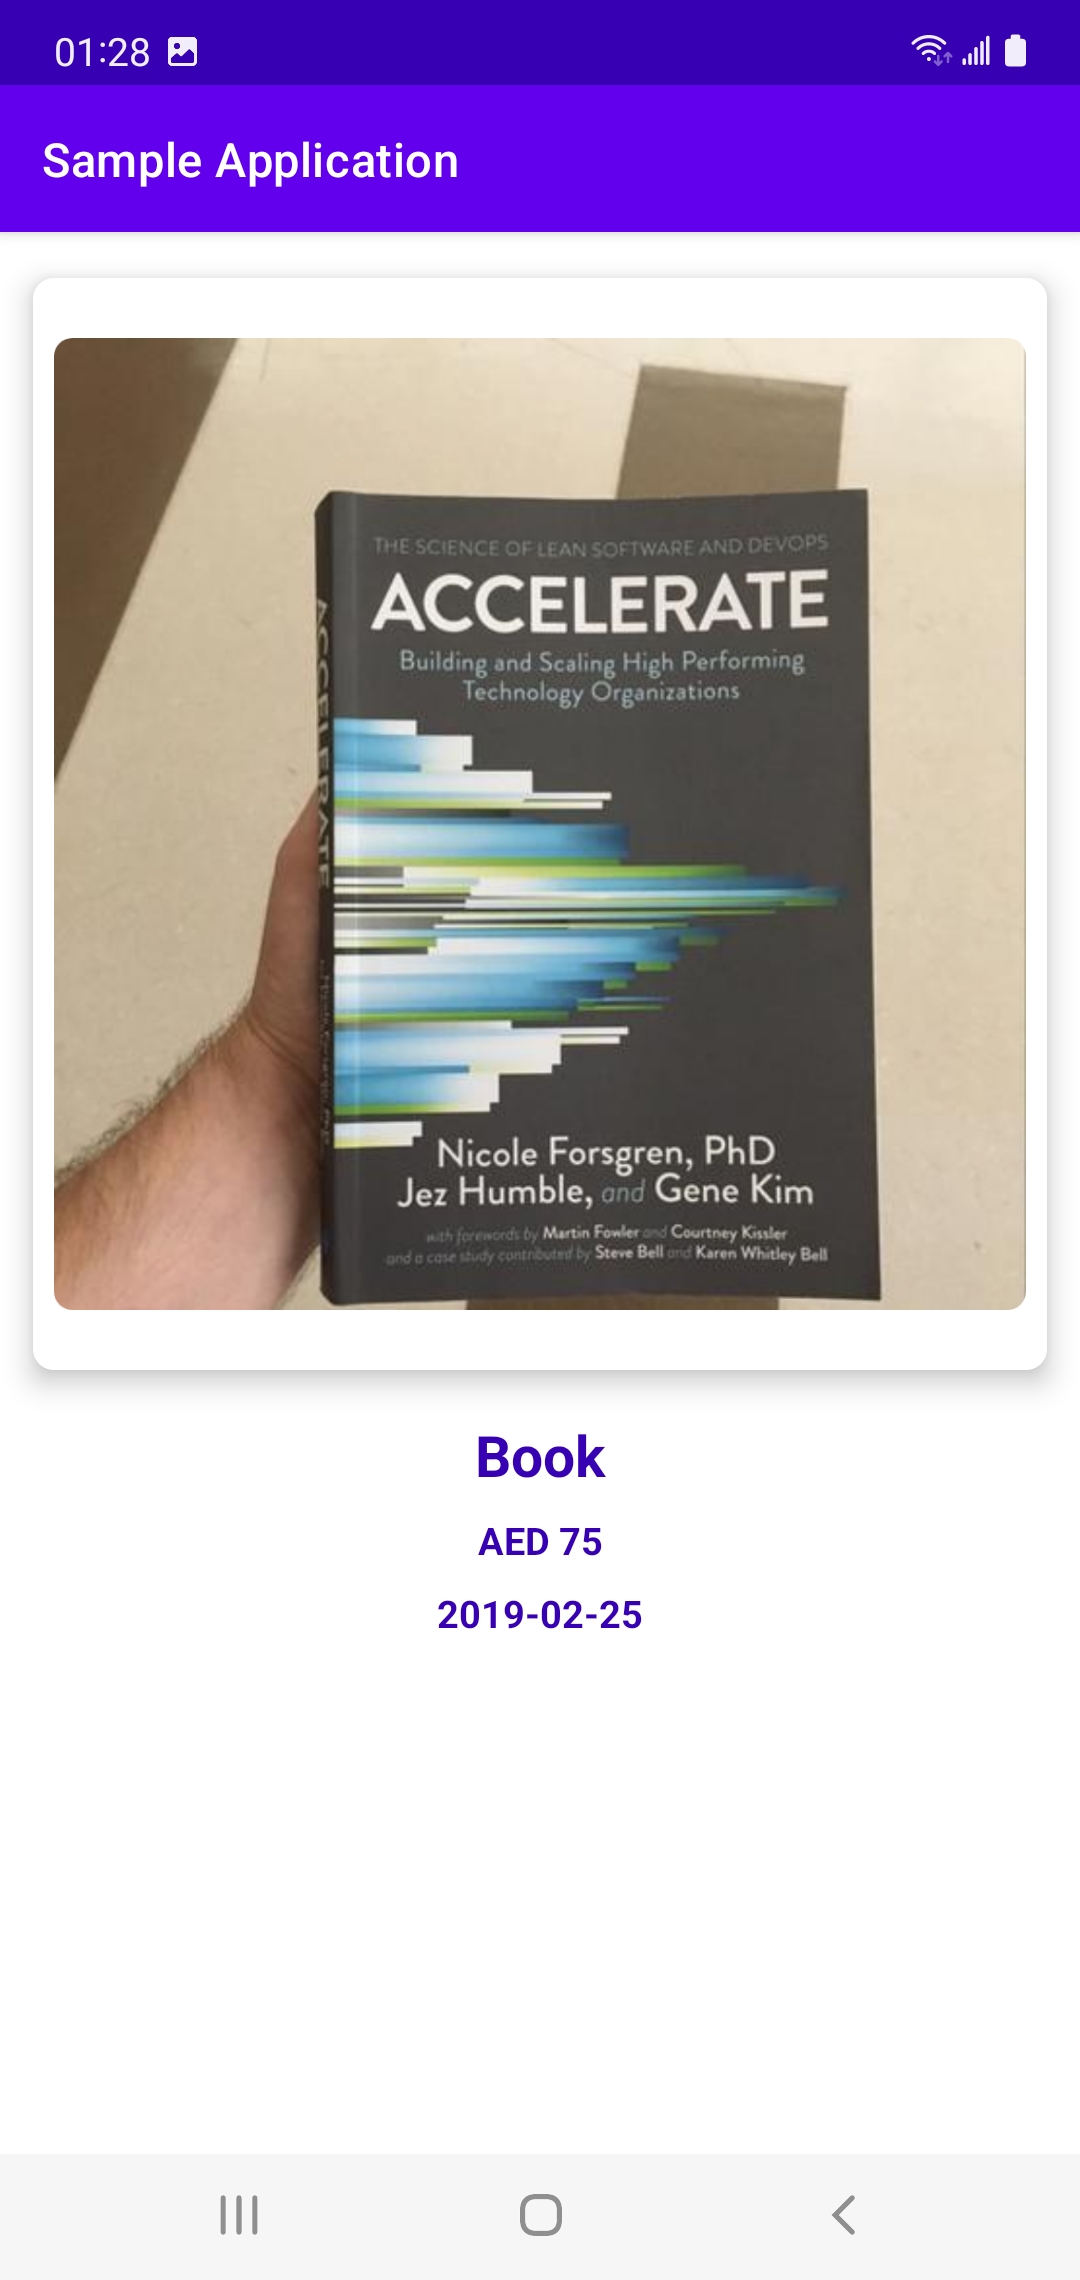 01:28
Sample Application
THE SCIENCE OF LEAN SOFTWARE AND DEVOPS
ACCELERATE
Building and Scaling High Performing
Technology Organizations
ACCELERATE
Nicole Forsgren, PhD
Jez Humble, and Gene Kim
with forewords by Martin Fowler and Courtney Kissler
and a case study contributed by Steve Bell and Karen Whitley Bell
Book
AED 75
2019-02-25